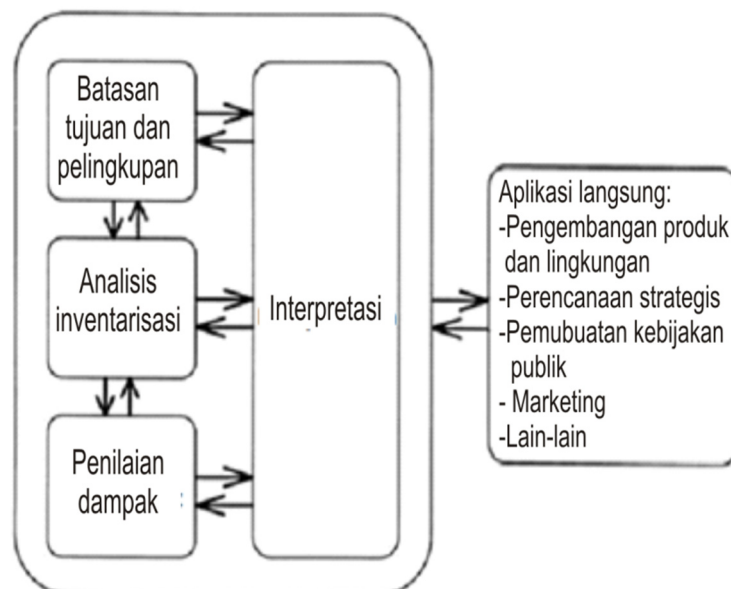 Batasan
tujuan dan
pelingkupan
Analisis
inventarisasi
Penilaian
dampak
Interpretasi
Aplikasi langsung:
-Pengembangan produk
dan lingkungan
-Perencanaan strategis
-Pemubuatan kebijakan
publik
- Marketing
-Lain-lain